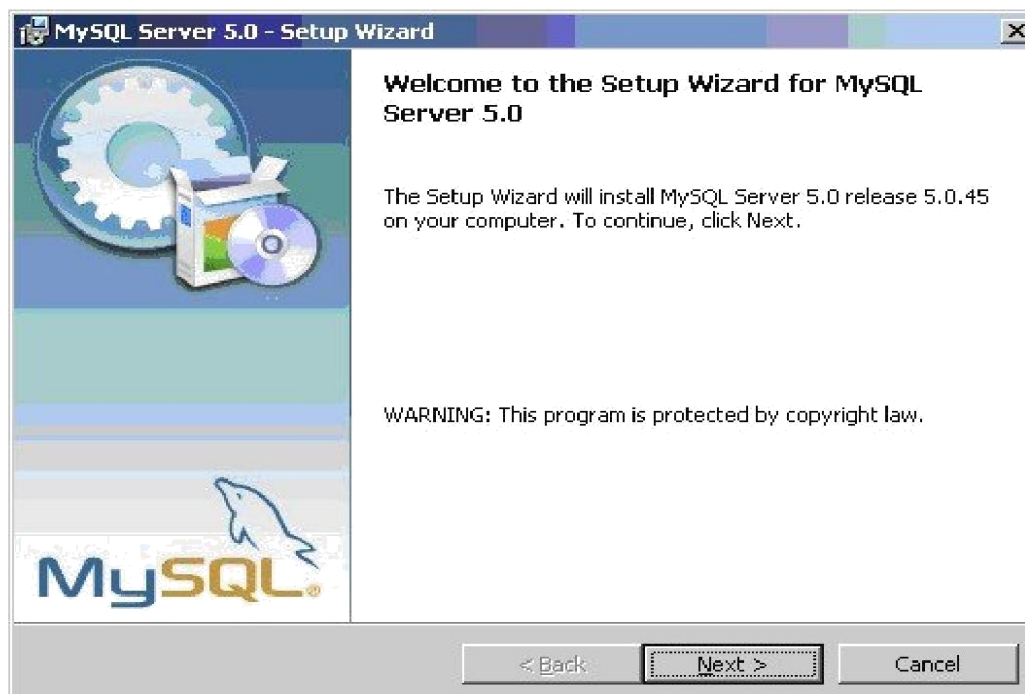 MySQL Server 5.0 - Setup Wizard
Welcome to the Setup Wizard for MySQL
Server 5.0
The Setup Wizard will install MySQL Server 5.0 release 5.0.45
on your computer. To continue, click Next.
WARNING: This program is protected by copyright law.
MySQL®
< Back Next > Cancel